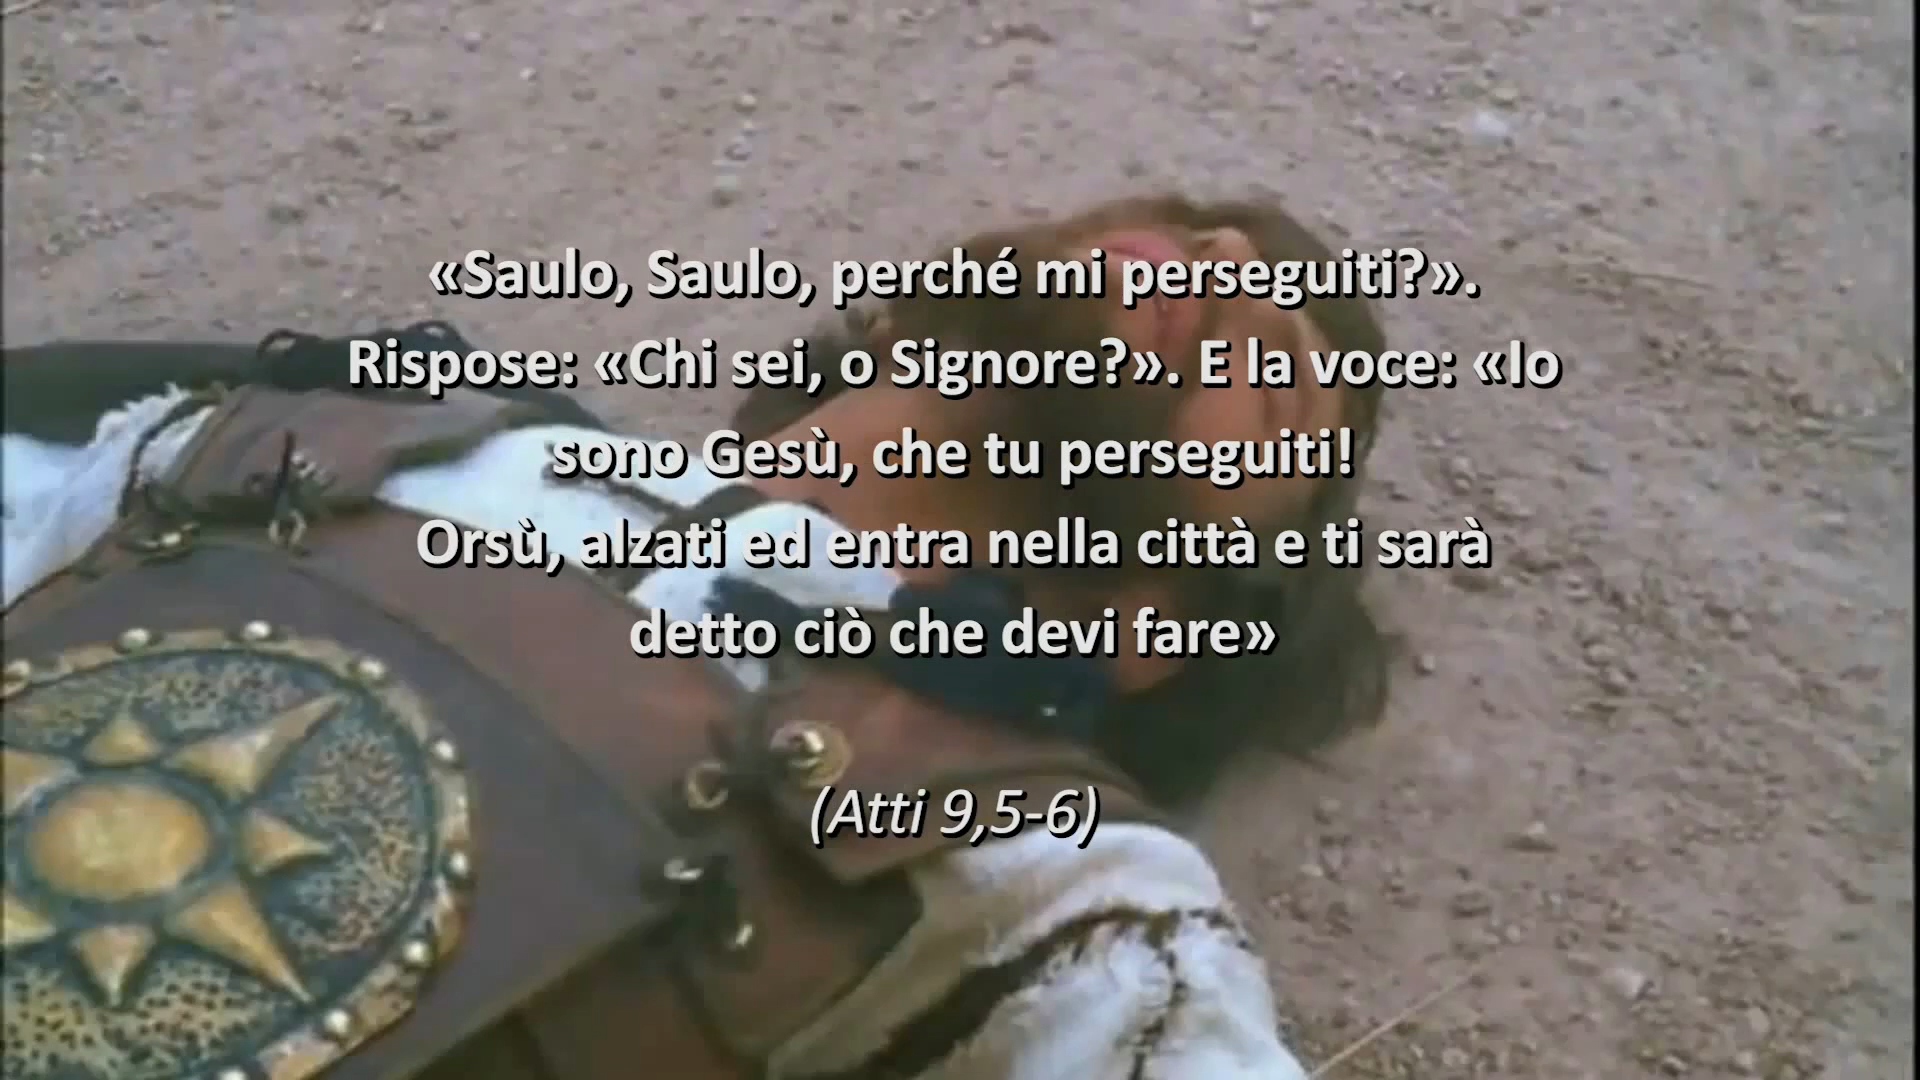 «Saulo, Saulo, perché mi perseguiti?».
Rispose: «Chi sei, o Signore?». E la voce: «Io
sono Gesù, che tu perseguiti!
Orsù, alzati ed entra nella città e ti sarà
detto ciò che devi fare»
(Atti 9,5-6)